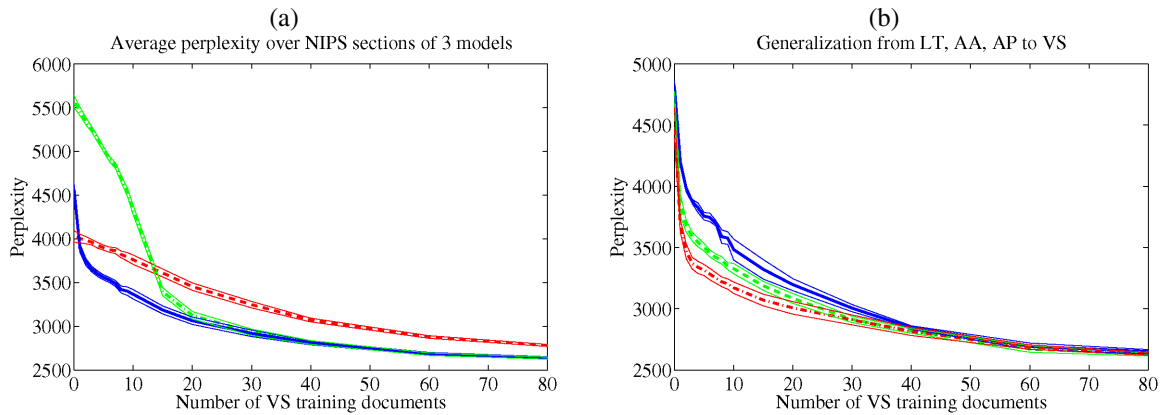 (a)
Average perplexity over NIPS sections of 3 models
6000
5500
5000
4500
4000
3500
3000
2500
Perplexity
0 10 20 30 40 50 60 70 80
Number of VS training documents
(b)
Generalization from LT, AA, AP to VS
5000
4500
4000
3500
3000
2500
Perplexity
0 10 20 30 40 50 60 70 80
Number of VS training documents